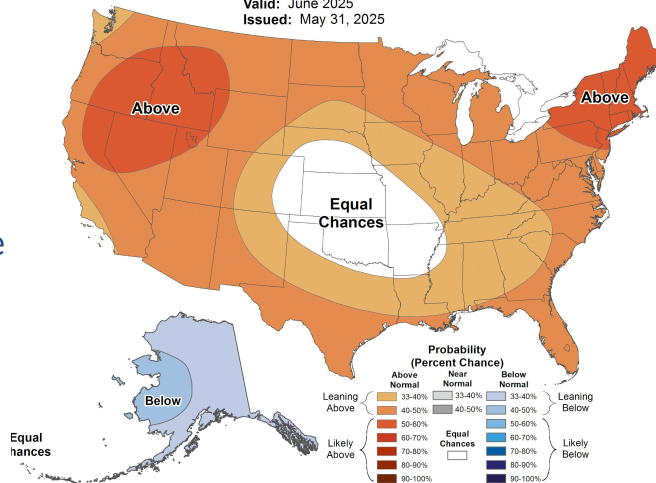 Valid: June 2025
Issued: May 31, 2025
Above
Above
Equal
Chances
e
Below
Equal
hances
Probability
(Percent Chance)
Above
Normal
Near
Normal
Below
Normal
Leaning
Above
33-40%
40-50%
33-40%
40-50%
33-40%
40-50%
Leaning
Below
Likely
Above
50-60%
60-70%
70-80%
80-90%
90-100%
Equal
Chances
50-60%
60-70%
70-80%
80-90%
90-100%
Likely
Below